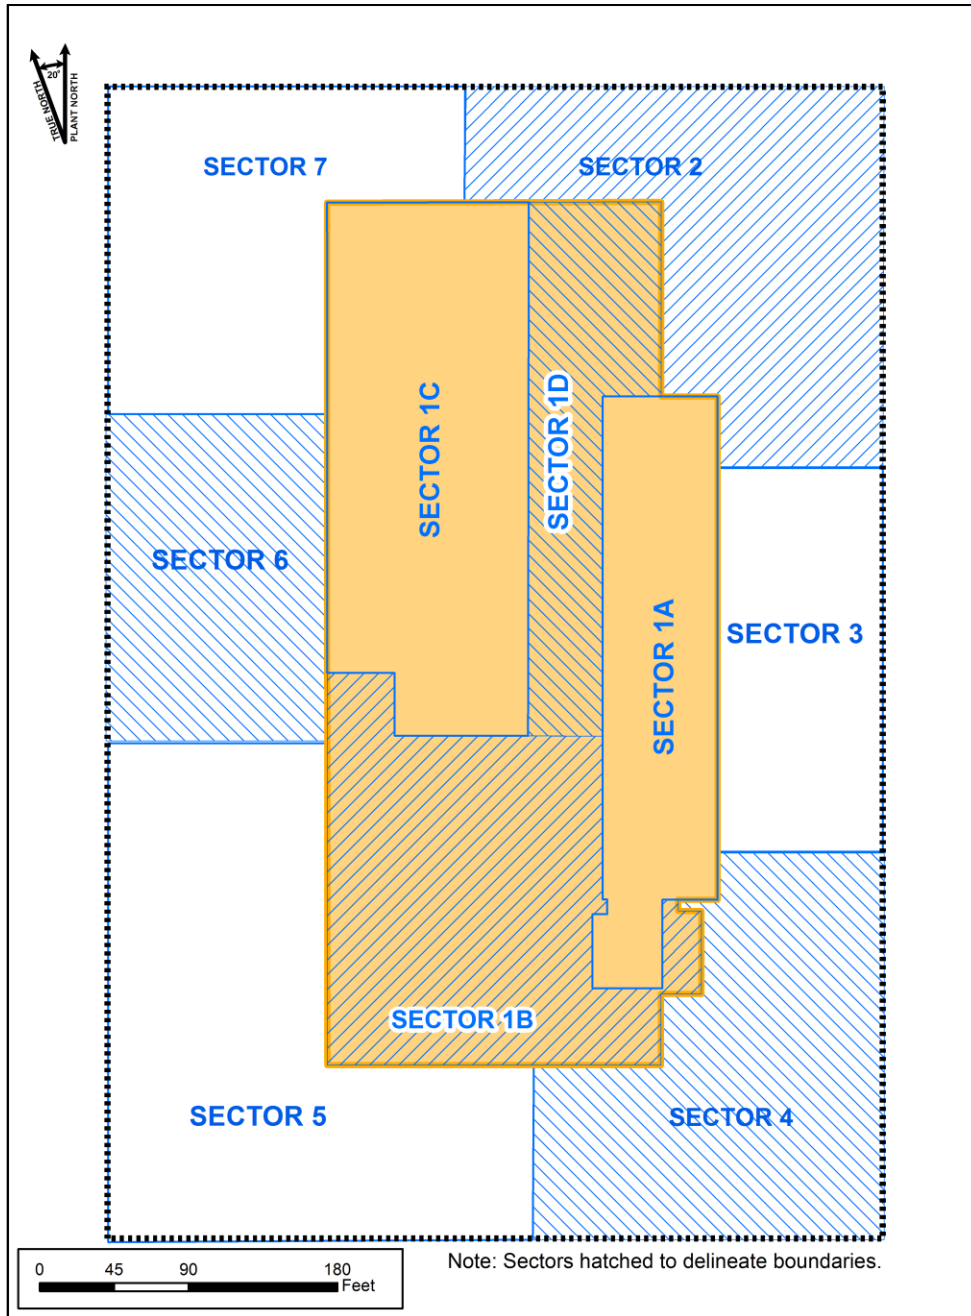 20°
TRUE NORTH
PLANT NORTH
SECTOR 7
SECTOR 2
SECTOR 1C
SECTOR 1D
SECTOR 6
SECTOR 1A
SECTOR 3
SECTOR 1B
SECTOR 5
SECTOR 4
Note: Sectors hatched to delineate boundaries.
0 45 90 180
Feet